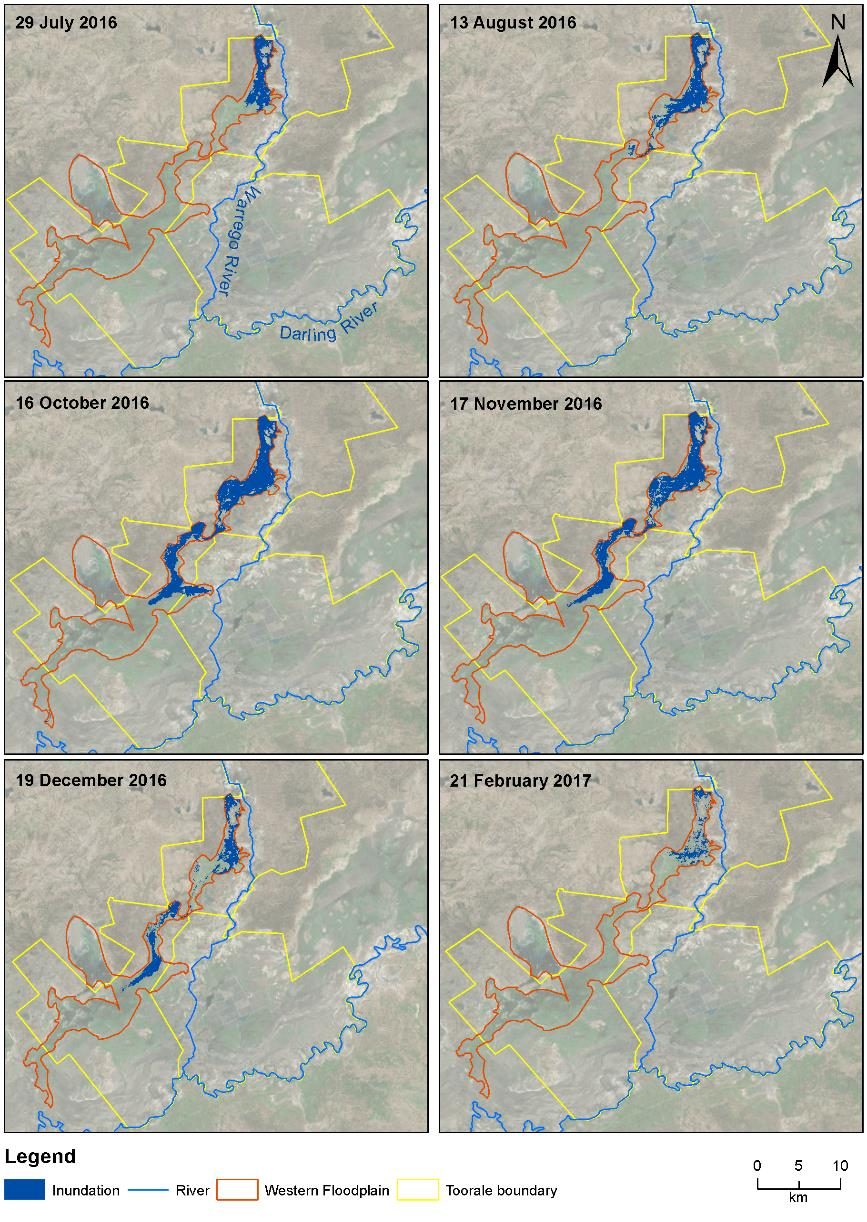 29 July 2016
13 August 2016
N
Warrego River
Darling River
16 October 2016
17 November 2016
19 December 2016
21 February 2017
Legend
Inundation
River
Western Floodplain
Toorale boundary
0 5 10
km